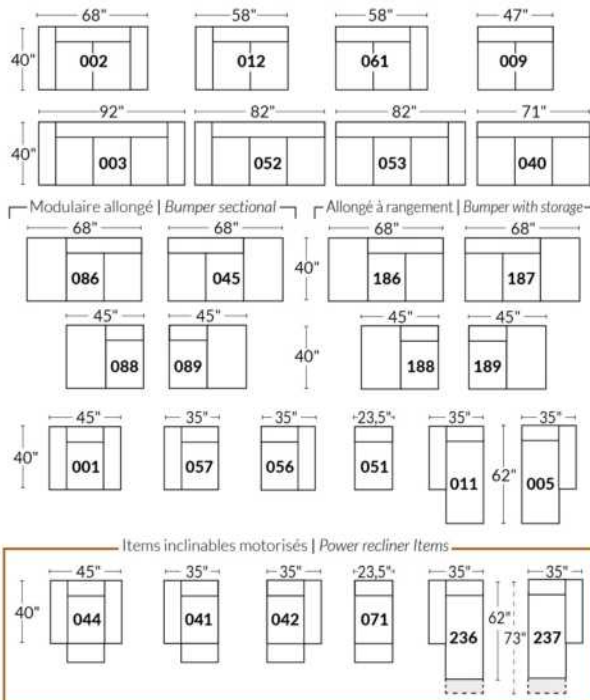 68" 58" 58" 47"
40" 002 012 061 009
92" 82" 82" 71"
40" 003 052 053 040
Modulaire allongé | Bumper sectional Allongé à rangement | Bumper with storage
68" 68" 68" 68"
086 045 40" 186 187
45" 45" 45" 45"
088 089 40" 188 189
45" 35" 35" 23,5" 35" 35"
40" 001 057 056 051 011 62" 005
Items inclinables motorisés | Power recliner Items
45" 35" 35" 23,5" 35" 35"
40" 044 041 042 071 236 62" 73" 237